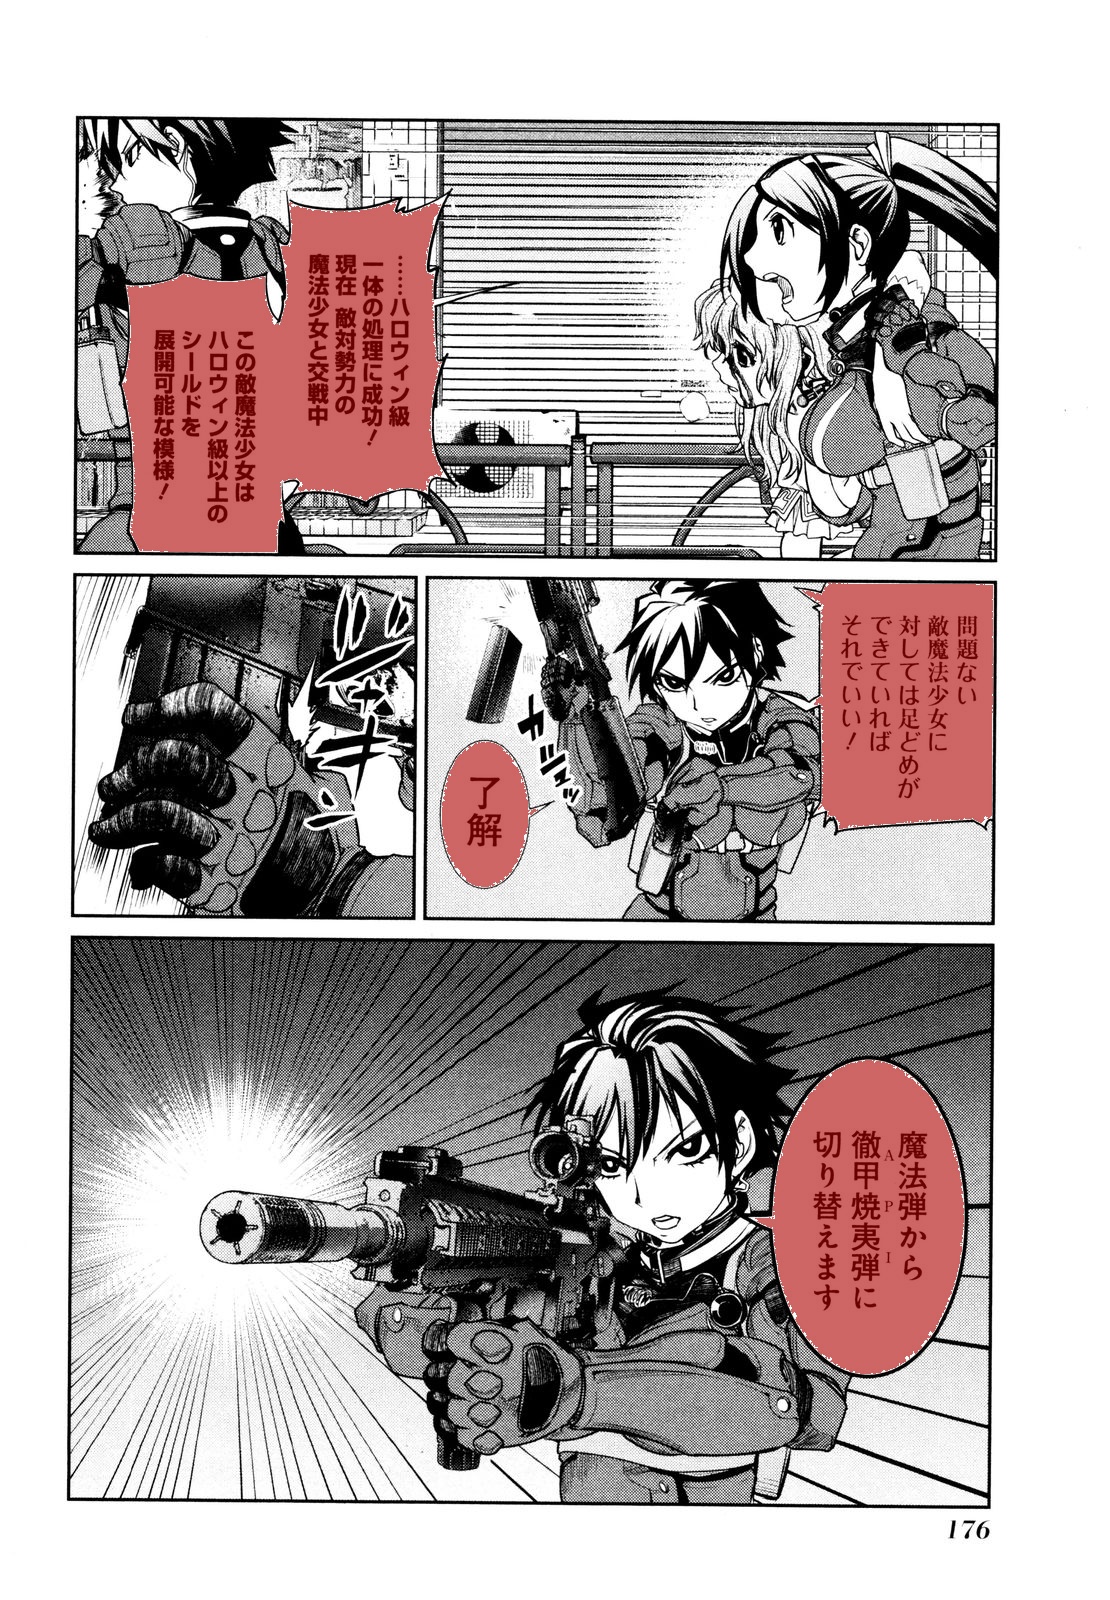 ……ハロウィン級
一体の処理に成功！
現在 敵対勢力の
魔法少女と交戦中
この敵魔法少女は
ハロウィン級以上の
シールドを
展開可能な模様！
問題ない
敵魔法少女に
対しては足どめが
できていれば
それでいい！
ガシュッ
了解
ジャキッ
魔法弾から
徹甲焼夷弾に
API
切り替えます
176